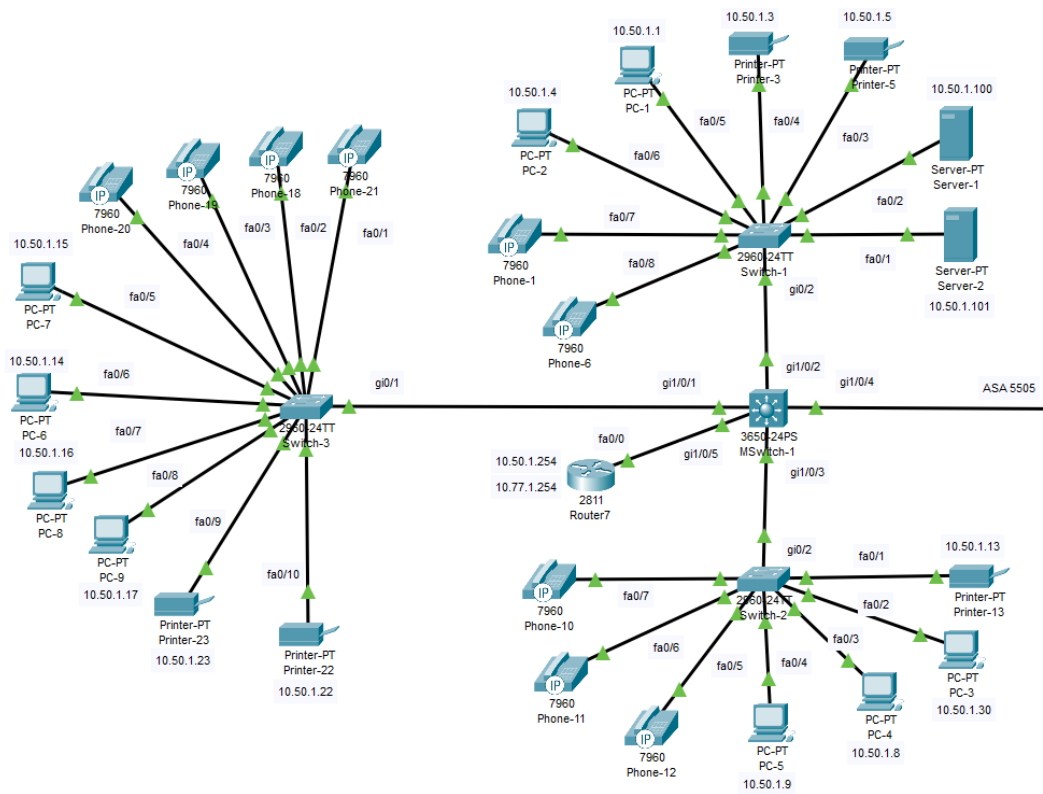 10.50.1.3
10.50.1.5
10.50.1.1
Printer-PT
Printer-3
Printer-PT
Printer-5
PC-PT
PC-1
10.50.1.100
10.50.1.4
fa0/5
fa0/4
fa0/3
PC-PT
PC-2
fa0/6
Server-PT
Server-1
fa0/2
fa0/7
IP
7960
Phone-1
2960-24TT
Switch-1
fa0/1
Server-PT
Server-2
10.50.1.101
fa0/8
gi0/2
IP
7960
Phone-6
IP
7960
Phone-20
IP
7960
Phone-19
IP
7960
Phone-18
IP
7960
Phone-21
fa0/4
fa0/3
fa0/2
fa0/1
10.50.1.15
PC-PT
PC-7
fa0/5
10.50.1.14
PC-PT
PC-6
fa0/6
gi0/1
2960-24TT
Switch-3
10.50.1.16
fa0/7
PC-PT
PC-8
fa0/8
PC-PT
PC-9
10.50.1.17
fa0/9
fa0/10
Printer-PT
Printer-23
10.50.1.23
Printer-PT
Printer-22
10.50.1.22
gi1/0/2
gi1/0/1
gi1/0/4
ASA 5505
3650-24PS
MSwitch-1
fa0/0
gi1/0/5
10.50.1.254
10.77.1.254
2811
Router7
gi1/0/3
gi0/2
2960-24TT
Switch-2
fa0/1
10.50.1.13
Printer-PT
Printer-13
fa0/7
IP
7960
Phone-10
fa0/2
fa0/6
fa0/5
fa0/4
fa0/3
PC-PT
PC-3
10.50.1.30
IP
7960
Phone-11
PC-PT
PC-4
10.50.1.8
IP
7960
Phone-12
PC-PT
PC-5
10.50.1.9